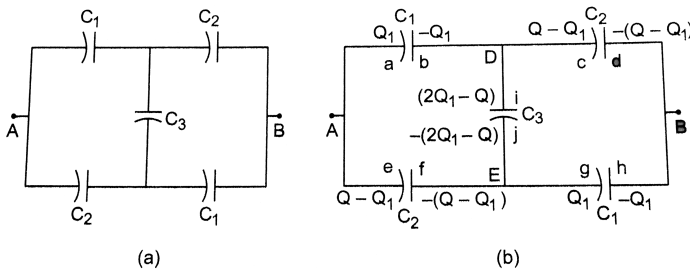 C₁ C₂
A C₃ B
C₂ C₁
(a)
C₁ C₂
Q₁ –Q₁ Q – Q₁ –(Q – Q₁)
a b D c d
(2Q₁ – Q) i
A C₃ B
–(2Q₁ – Q) j
e f E g h
Q – Q₁ –(Q – Q₁) Q₁ –Q₁
C₂ C₁
(b)